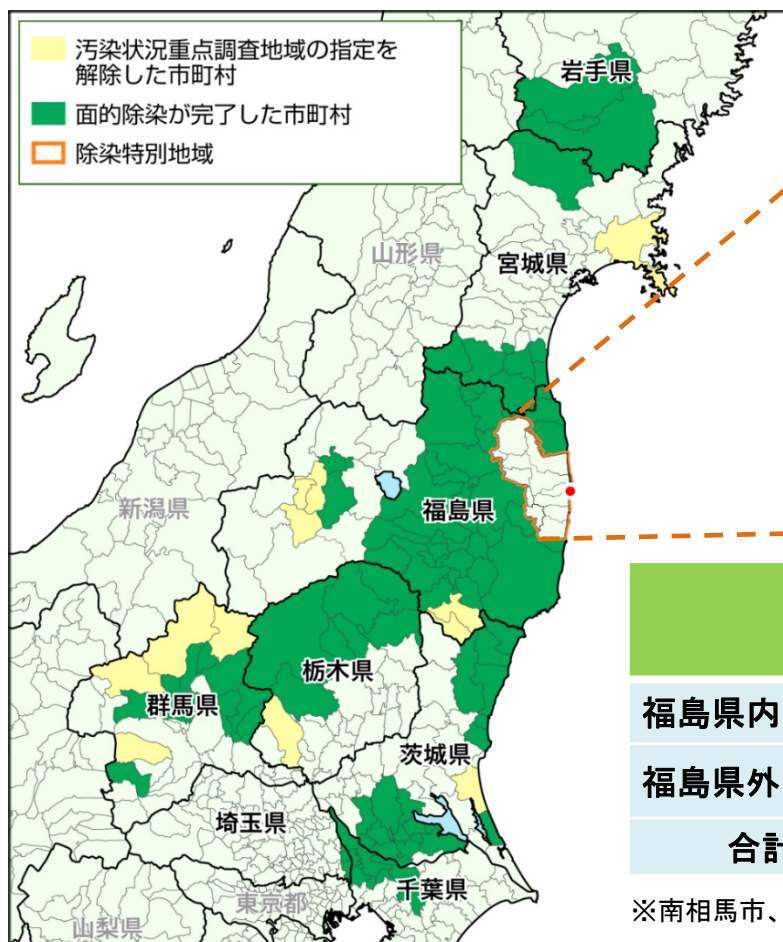 汚染状況重点調査地域の指定を
解除した市町村
面的除染が完了した市町村
除染特別地域
岩手県
山形県
宮城県
新潟県
福島県
栃木県
群馬県
茨城県
埼玉県
千葉県
東京都
山梨県
福島県内
福島県外
合計
※南相馬市、